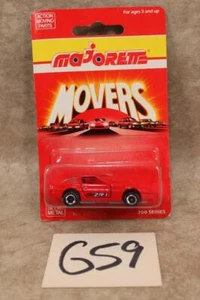 ACTION
MOVING
PARTS
For ages 3 and up
majorette
MOVERS
METAL
200 SERIES
G59